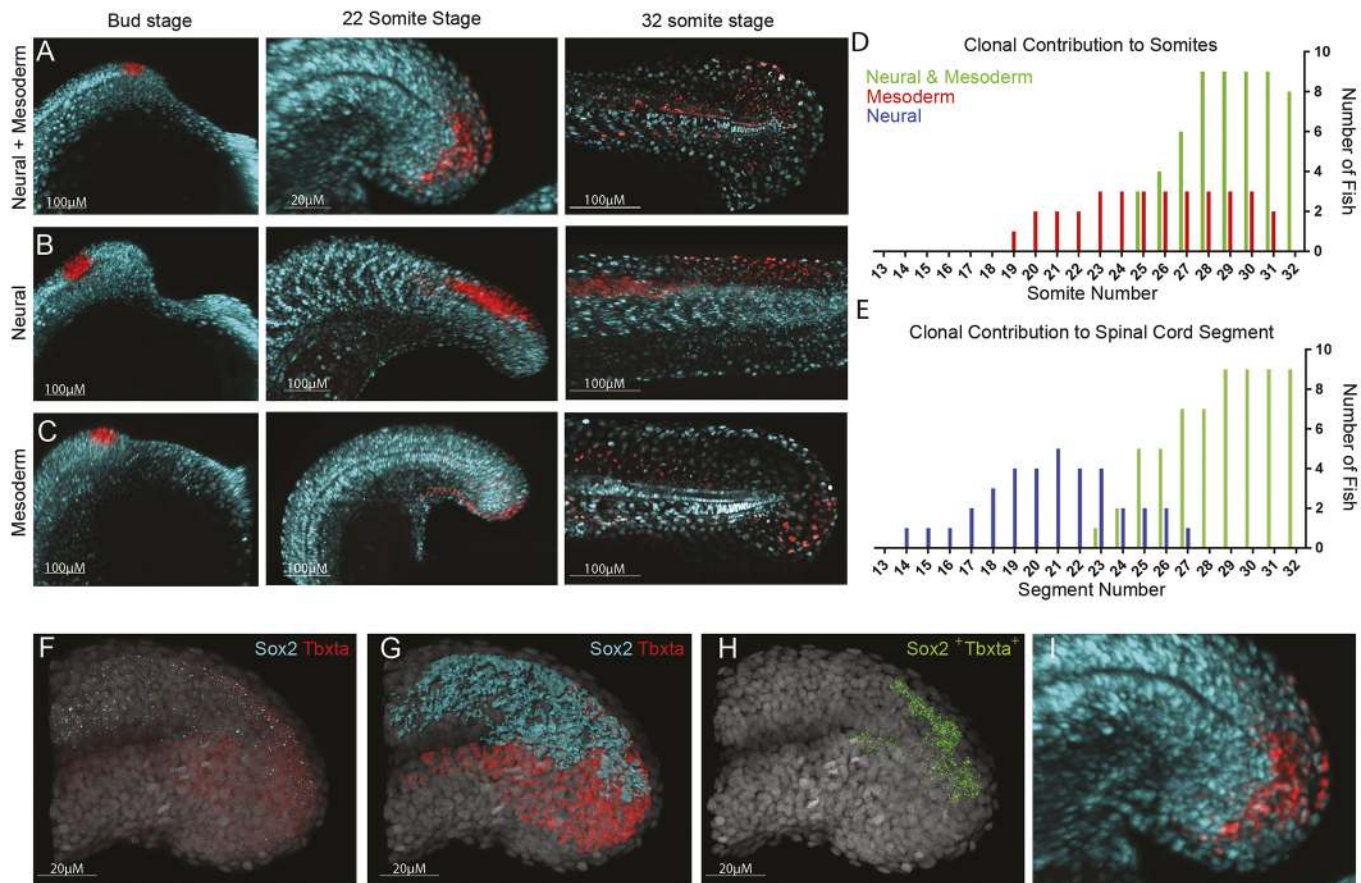 Bud stage
22 Somite Stage
32 somite stage
Neural + Mesoderm
A
100µM
20µM
100µM
Neural
B
100µM
100µM
100µM
Mesoderm
C
100µM
100µM
100µM
D
Clonal Contribution to Somites
Neural & Mesoderm
Mesoderm
Neural
10
8
6
4
2
0
Number of Fish
13 14 15 16 17 18 19 20 21 22 23 24 25 26 27 28 29 30 31 32
Somite Number
E
Clonal Contribution to Spinal Cord Segment
10
8
6
4
2
0
Number of Fish
13 14 15 16 17 18 19 20 21 22 23 24 25 26 27 28 29 30 31 32
Segment Number
F
Sox2 Tbxta
20µM
G
Sox2 Tbxta
20µM
H
Sox2 +Tbxta+
20µM
I